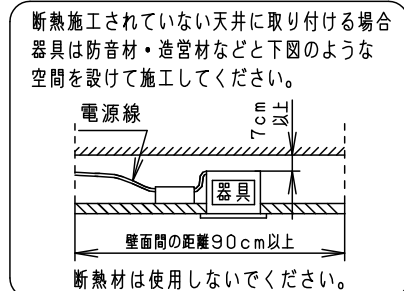 断熱施工されていない天井に取り付ける場合
器具は防音材・造営材などと下図のような
空間を設けて施工してください。
電源線
7cm
以上
器具
壁面間の距離90cm以上
断熱材は使用しないでください。